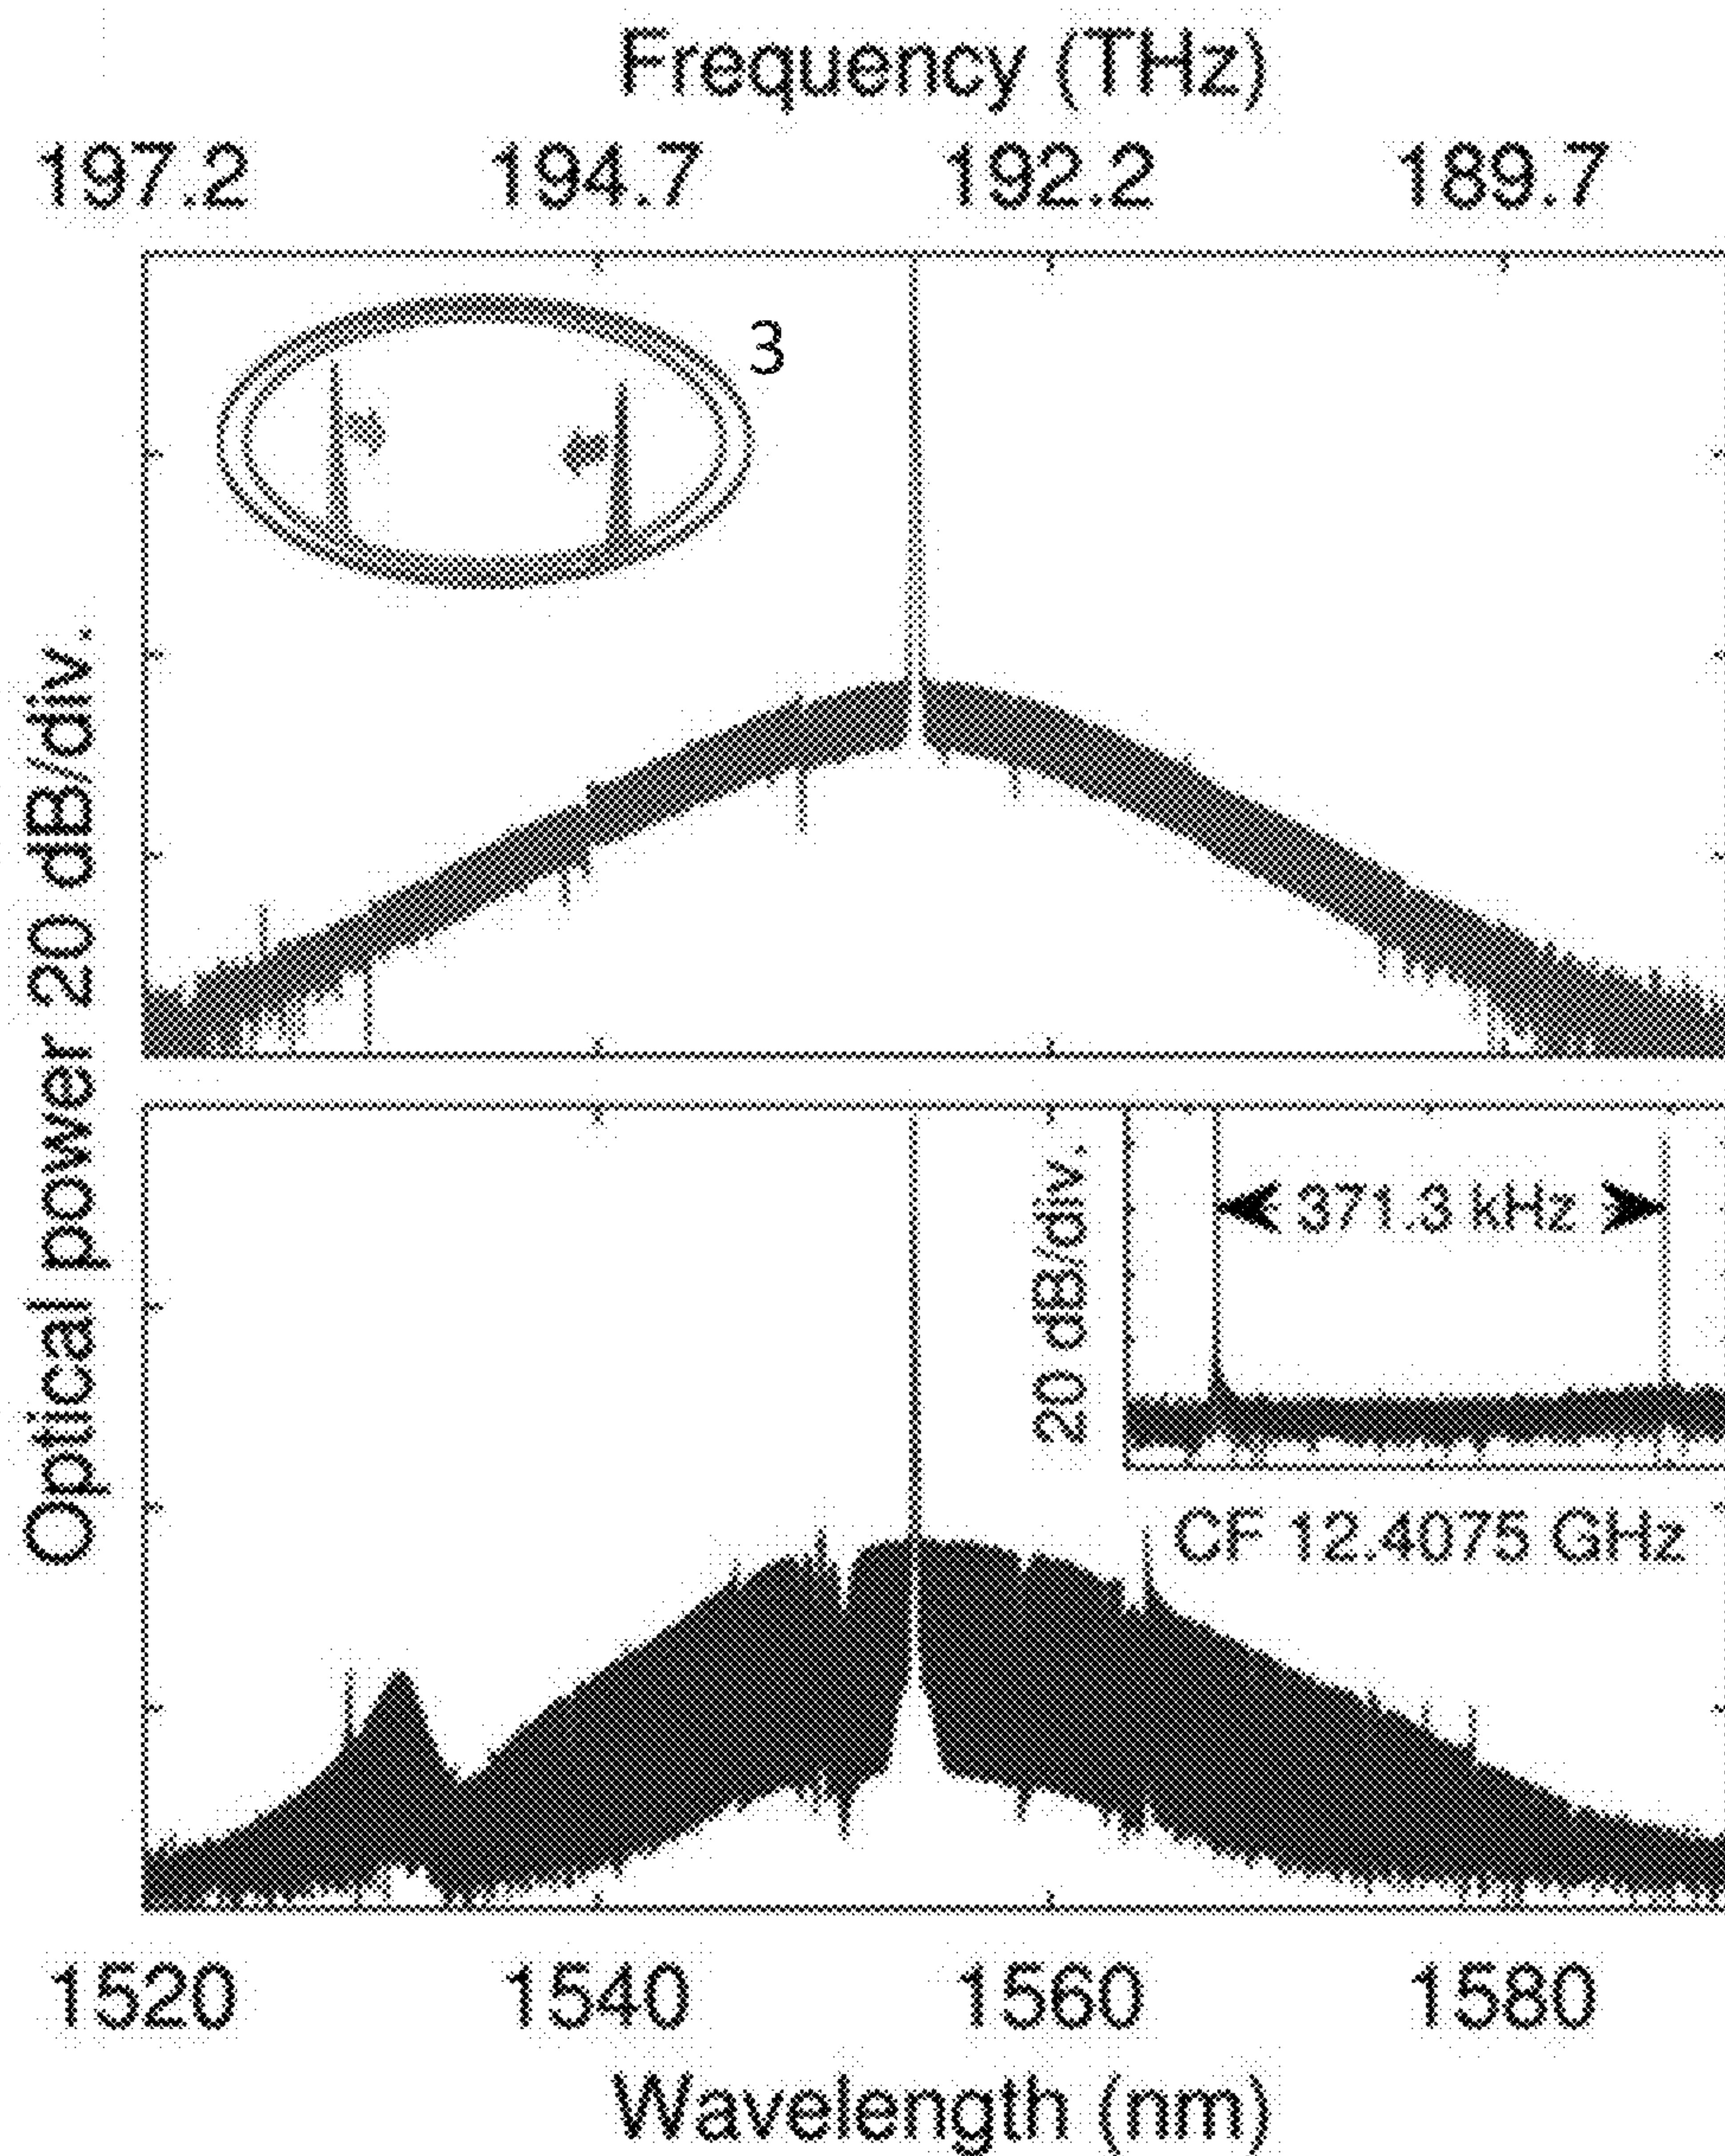 Frequency (THz)
197.2 194.7 192.2 189.7
3
Optical power 20 dB/div.
20 dB/div.
371.3 kHz
CF 12.4075 GHz
1520 1540 1560 1580
Wavelength (nm)